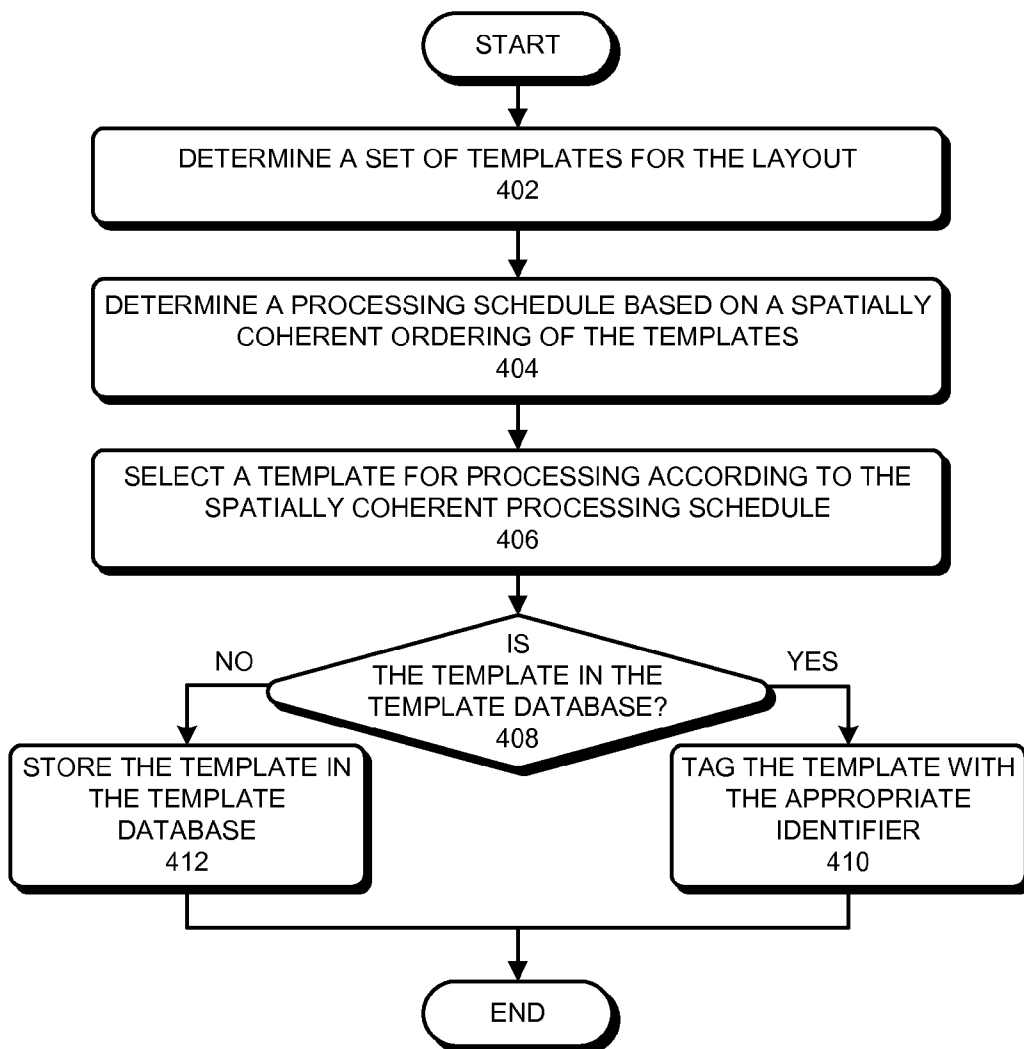 START
DETERMINE A SET OF TEMPLATES FOR THE LAYOUT
402
DETERMINE A PROCESSING SCHEDULE BASED ON A SPATIALLY
COHERENT ORDERING OF THE TEMPLATES
404
SELECT A TEMPLATE FOR PROCESSING ACCORDING TO THE
SPATIALLY COHERENT PROCESSING SCHEDULE
406
IS
THE TEMPLATE IN THE
TEMPLATE DATABASE?
408
NO
YES
STORE THE TEMPLATE IN
THE TEMPLATE
DATABASE
412
TAG THE TEMPLATE WITH
THE APPROPRIATE
IDENTIFIER
410
END